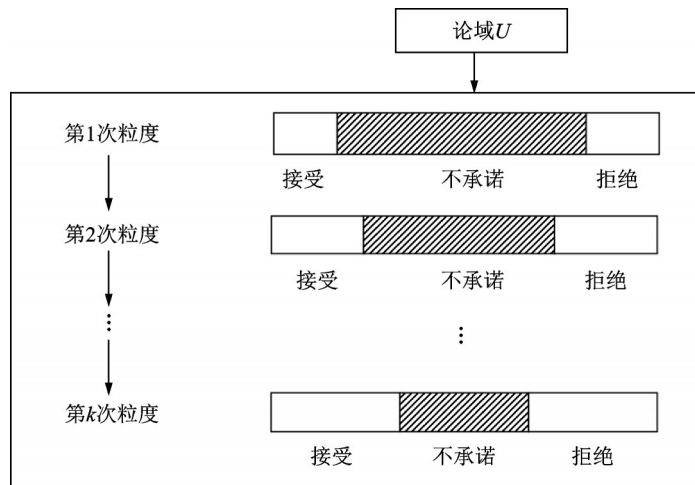 论域U
第1次粒度
接受 不承诺 拒绝
第2次粒度
接受 不承诺 拒绝
⋮ ⋮
第k次粒度
接受 不承诺 拒绝